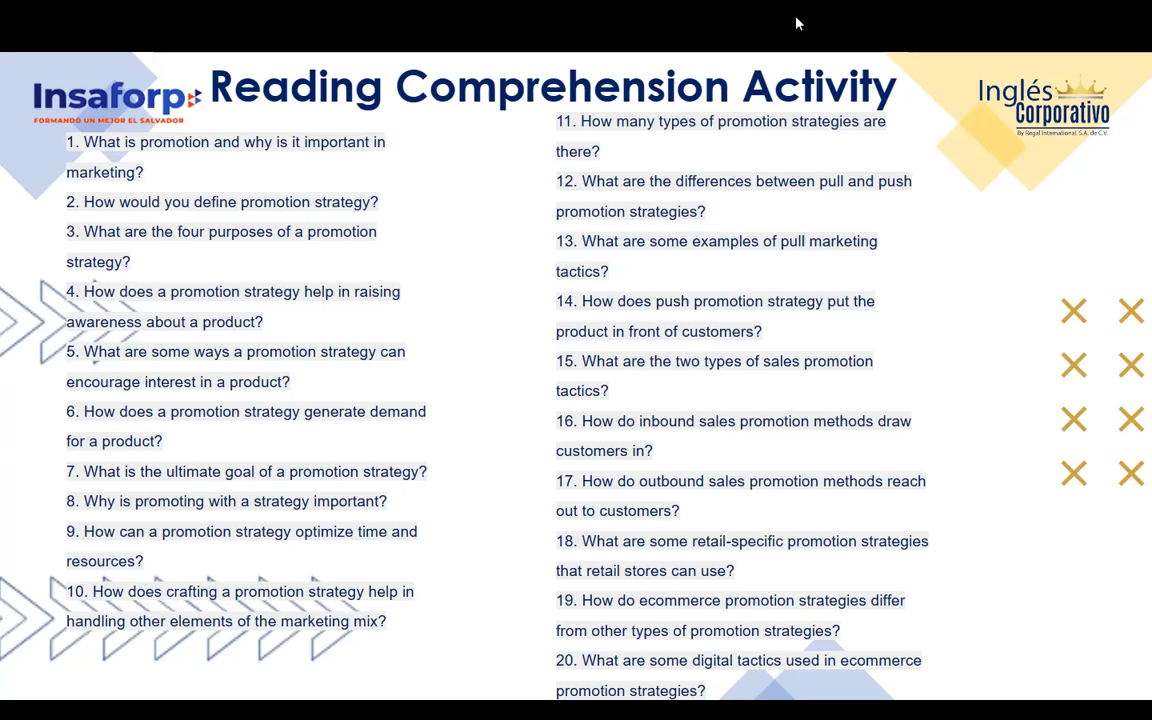 Insaforp
FORMANDO UN MEJOR EL SALVADOR
Reading Comprehension Activity
Inglés
Corporativo
By Regal International, S.A. de C.V.
1. What is promotion and why is it important in
marketing?
2. How would you define promotion strategy?
3. What are the four purposes of a promotion
strategy?
4. How does a promotion strategy help in raising
awareness about a product?
5. What are some ways a promotion strategy can
encourage interest in a product?
6. How does a promotion strategy generate demand
for a product?
7. What is the ultimate goal of a promotion strategy?
8. Why is promoting with a strategy important?
9. How can a promotion strategy optimize time and
resources?
10. How does crafting a promotion strategy help in
handling other elements of the marketing mix?
11. How many types of promotion strategies are
there?
12. What are the differences between pull and push
promotion strategies?
13. What are some examples of pull marketing
tactics?
14. How does push promotion strategy put the
product in front of customers?
15. What are the two types of sales promotion
tactics?
16. How do inbound sales promotion methods draw
customers in?
17. How do outbound sales promotion methods reach
out to customers?
18. What are some retail-specific promotion strategies
that retail stores can use?
19. How do ecommerce promotion strategies differ
from other types of promotion strategies?
20. What are some digital tactics used in ecommerce
promotion strategies?